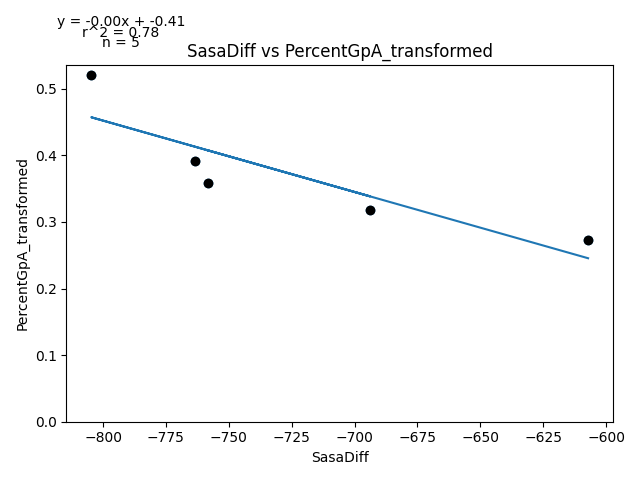 y = -0.00x + -0.41
r^2 = 0.78
n = 5
SasaDiff vs PercentGpA_transformed
PercentGpA_transformed
0.5
0.4
0.3
0.2
0.1
0.0
−800 −775 −750 −725 −700 −675 −650 −625 −600
SasaDiff